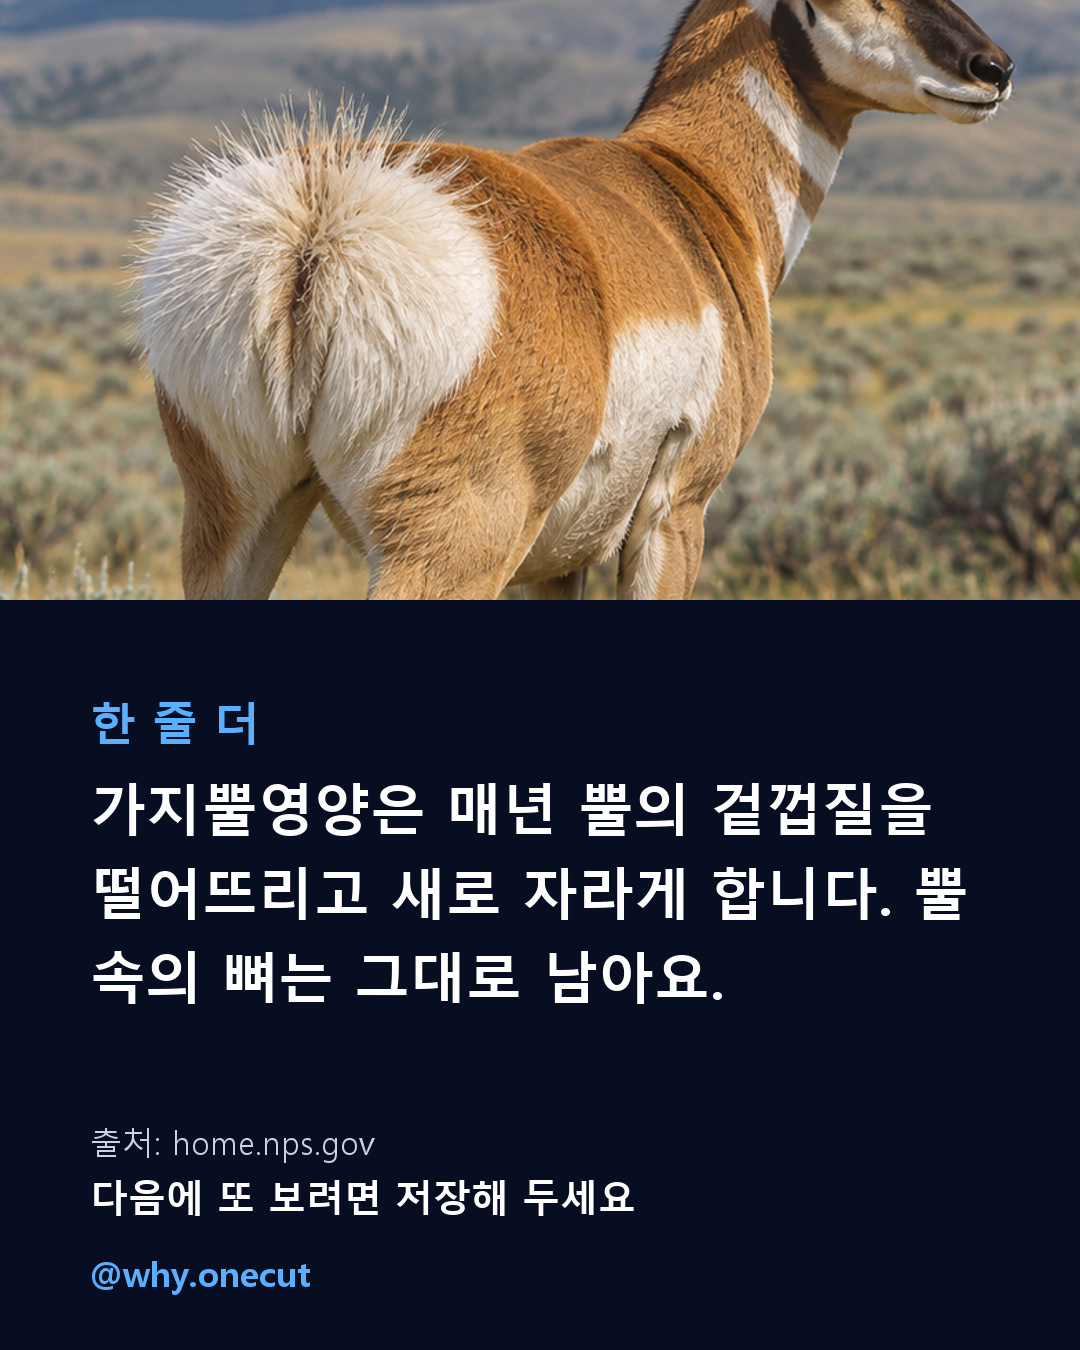 한 줄 더
가지뿔영양은 매년 뿔의 겉껍질을
떨어뜨리고 새로 자라게 합니다. 뿔
속의 뼈는 그대로 남아요.
출처: home.nps.gov
다음에 또 보려면 저장해 두세요
@why.onecut